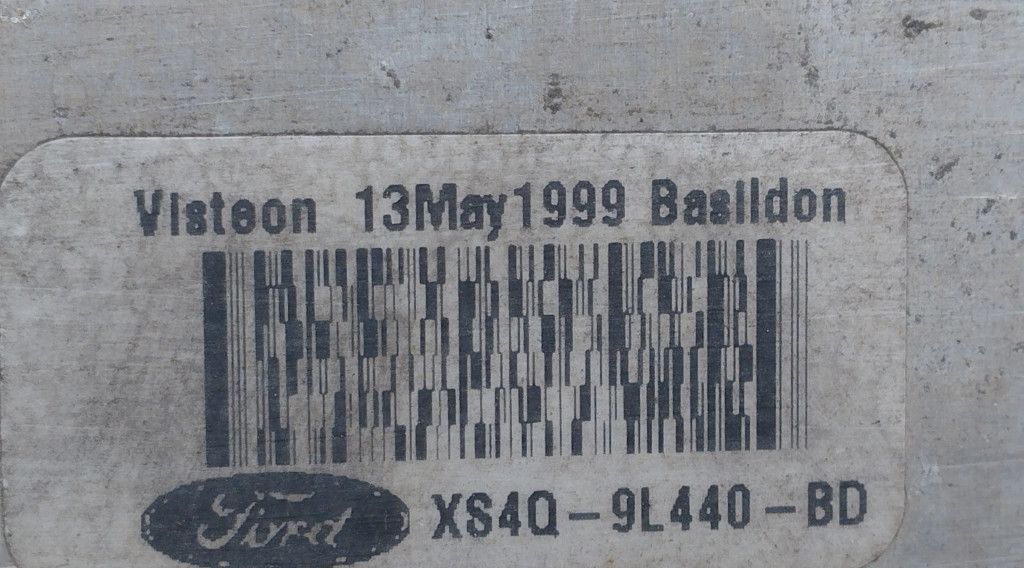 Visteon 13May1999 Basildon
Ford XS4Q-9L440-BD